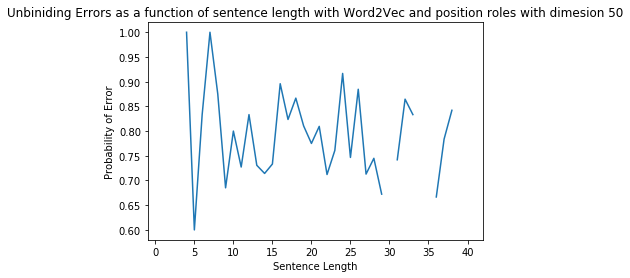 Unbiniding Errors as a function of sentence length with Word2Vec and position roles with dimesion 50
1.00
0.95
0.90
0.85
0.80
0.75
0.70
0.65
0.60
Probability of Error
0 5 10 15 20 25 30 35 40
Sentence Length